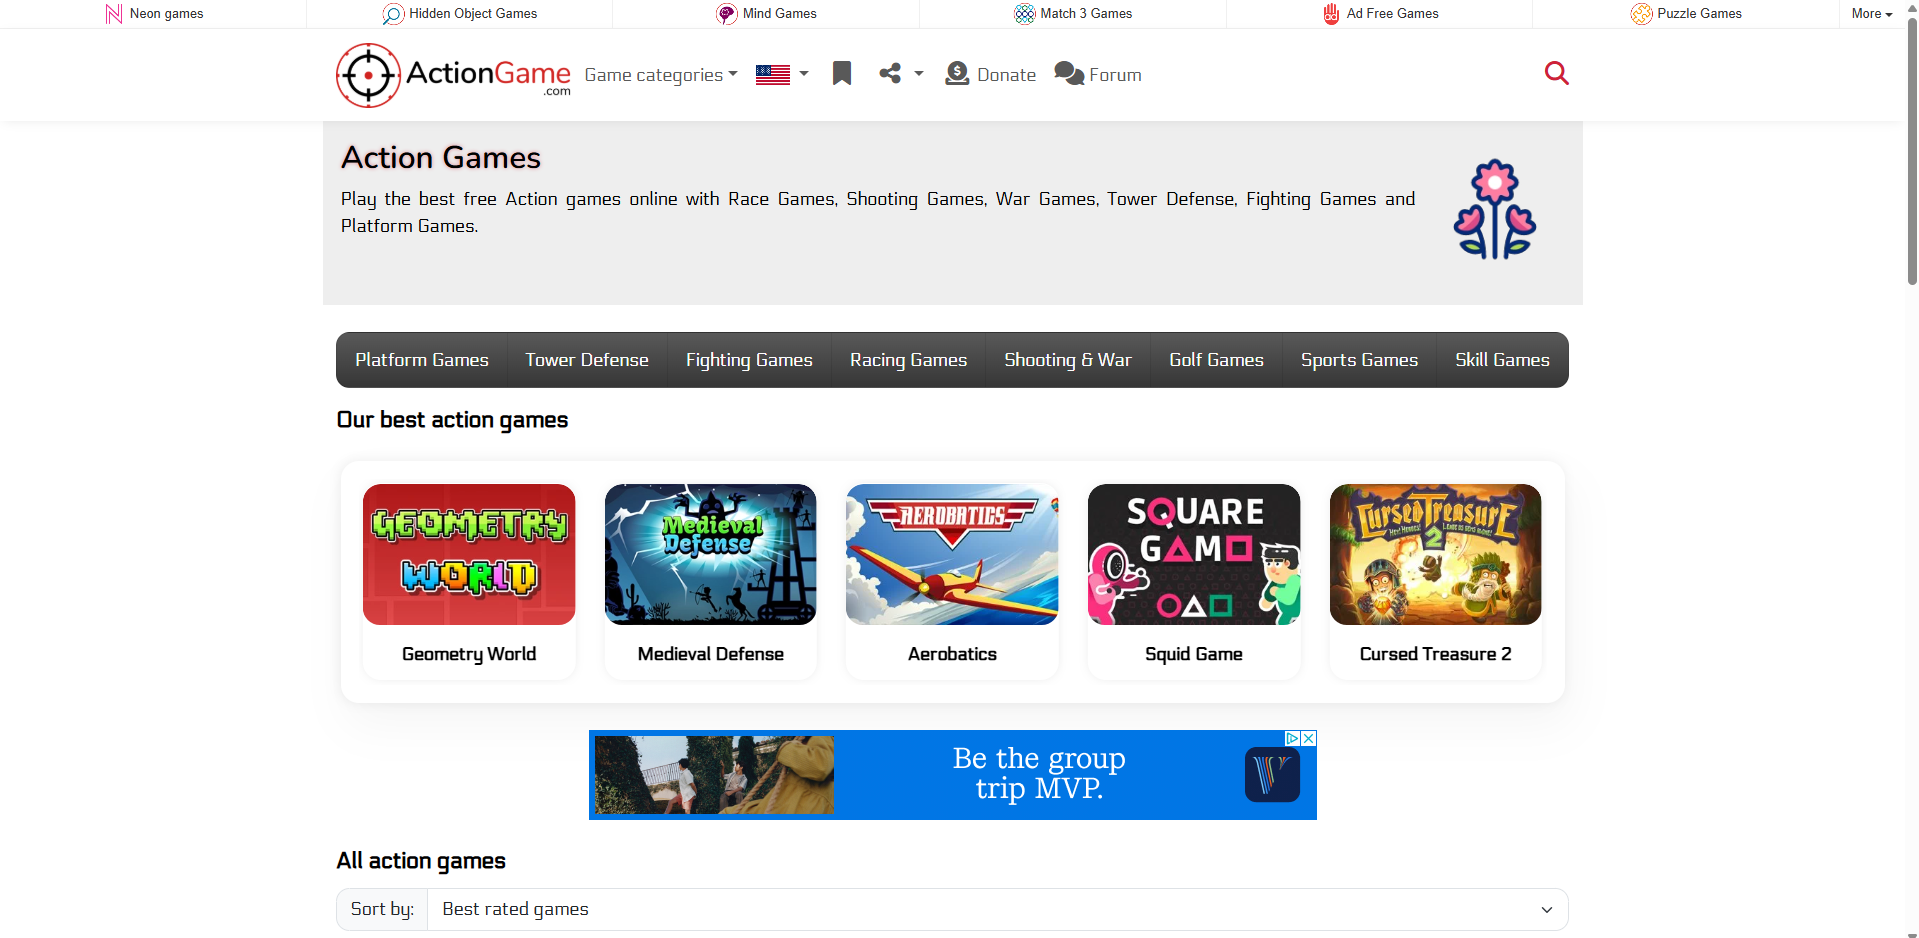 Neon games
Hidden Object Games
Mind Games
Match 3 Games
Ad Free Games
Puzzle Games
More
ActionGame
.com
Game categories
Donate
Forum
Action Games
Play the best free Action games online with Race Games, Shooting Games, War Games, Tower Defense, Fighting Games and
Platform Games.
Platform Games
Tower Defense
Fighting Games
Racing Games
Shooting & War
Golf Games
Sports Games
Skill Games
Our best action games
GEOMETRY
WORLD
Medieval
Defense
AEROBATICS
SQUARE
GAME
Cursed Treasure
2
Geometry World
Medieval Defense
Aerobatics
Squid Game
Cursed Treasure 2
Be the group
trip MVP.
All action games
Sort by:
Best rated games